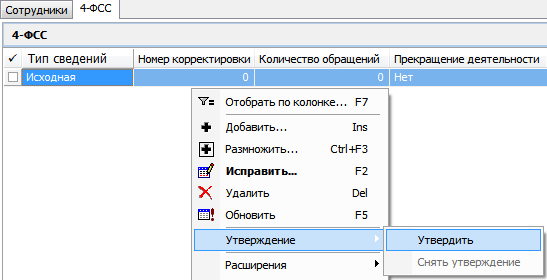 Сотрудники 4-ФСС
4-ФСС
✓ Тип сведений Номер корректировки Количество обращений Прекращение деятельности
Исходная 0 0 Нет
Отобрать по колонке... F7
Добавить... Ins
Размножить... Ctrl+F3
Исправить... F2
Удалить Del
Обновить F5
Утверждение Утвердить
Снять утверждение
Расширения